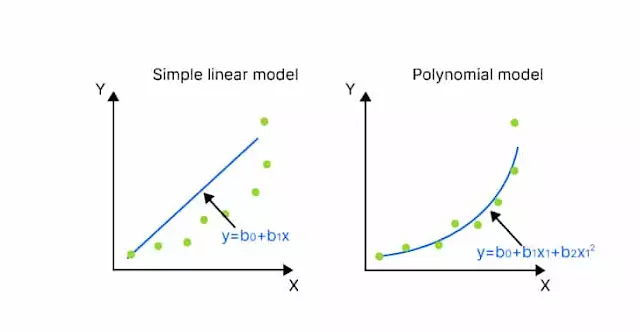 Simple linear model
Y
y=b₀+b₁x
X
Polynomial model
Y
y=b₀+b₁x₁+b₂x₁²
X